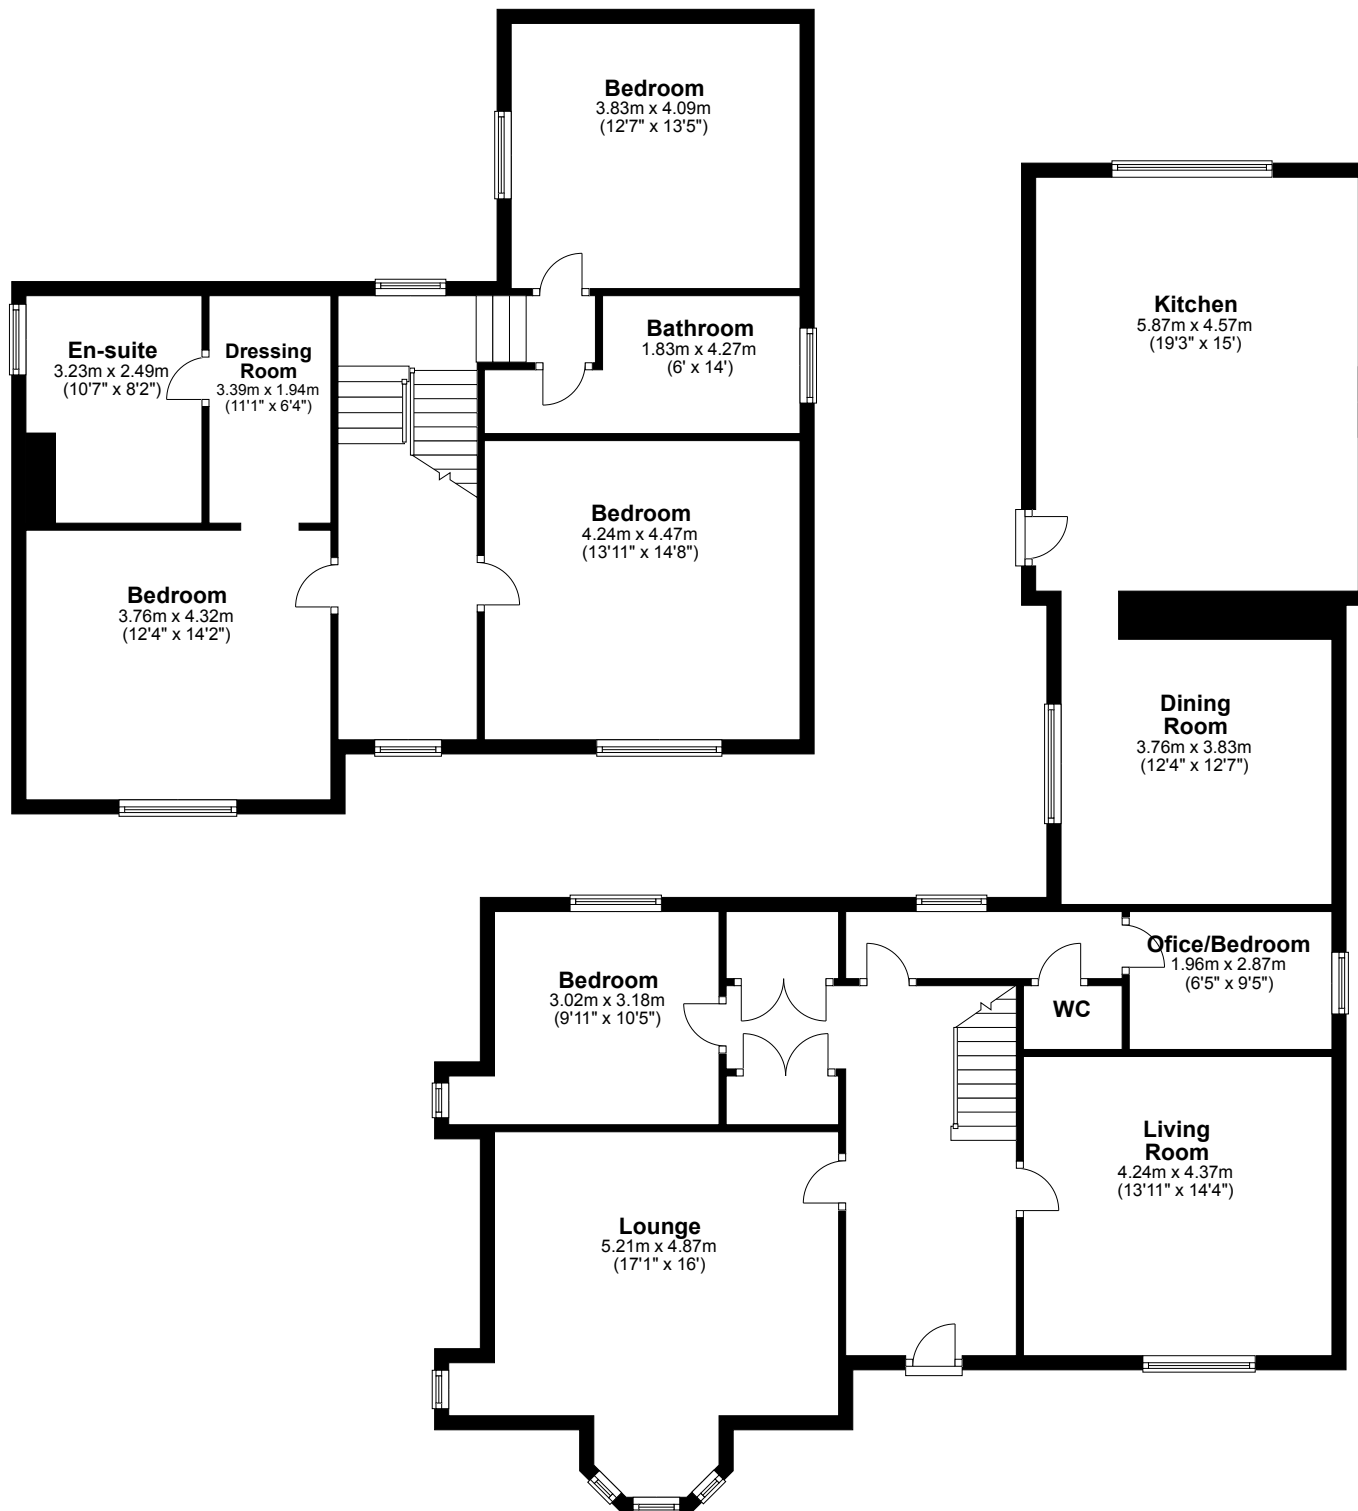 Bedroom
3.83m x 4.09m
(12'7" x 13'5")
Kitchen
5.87m x 4.57m
(19'3" x 15')
En-suite
3.23m x 2.49m
(10'7" x 8'2")
Dressing
Room
3.39m x 1.94m
(11'1" x 6'4")
Bathroom
1.83m x 4.27m
(6' x 14')
Bedroom
4.24m x 4.47m
(13'11" x 14'8")
Bedroom
3.76m x 4.32m
(12'4" x 14'2")
Dining
Room
3.76m x 3.83m
(12'4" x 12'7")
Bedroom
3.02m x 3.18m
(9'11" x 10'5")
Ofice/Bedroom
1.96m x 2.87m
(6'5" x 9'5")
WC
Living
Room
4.24m x 4.37m
(13'11" x 14'4")
Lounge
5.21m x 4.87m
(17'1" x 16')